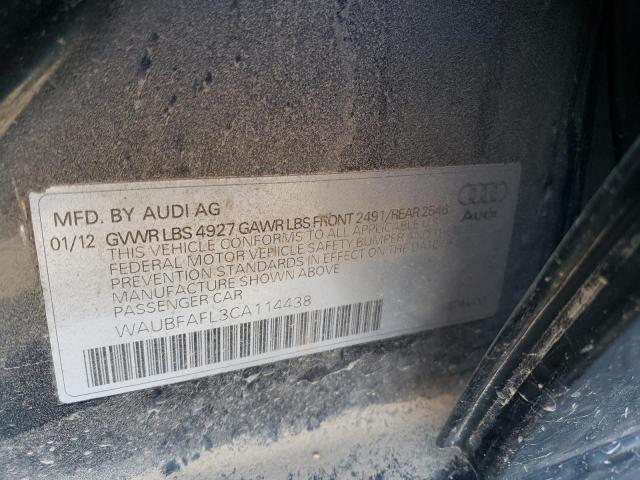 MFD. BY AUDI AG
01/12 GVWR LBS 4927 GAWR LBS FRONT 2491/REAR 2546
THIS VEHICLE CONFORMS TO ALL APPLICABLE U.S.
FEDERAL MOTOR VEHICLE SAFETY BUMPER AND THEFT
PREVENTION STANDARDS IN EFFECT ON THE DATE OF
MANUFACTURE SHOWN ABOVE
PASSENGER CAR
WAUBFAFL3CA114438
Audi